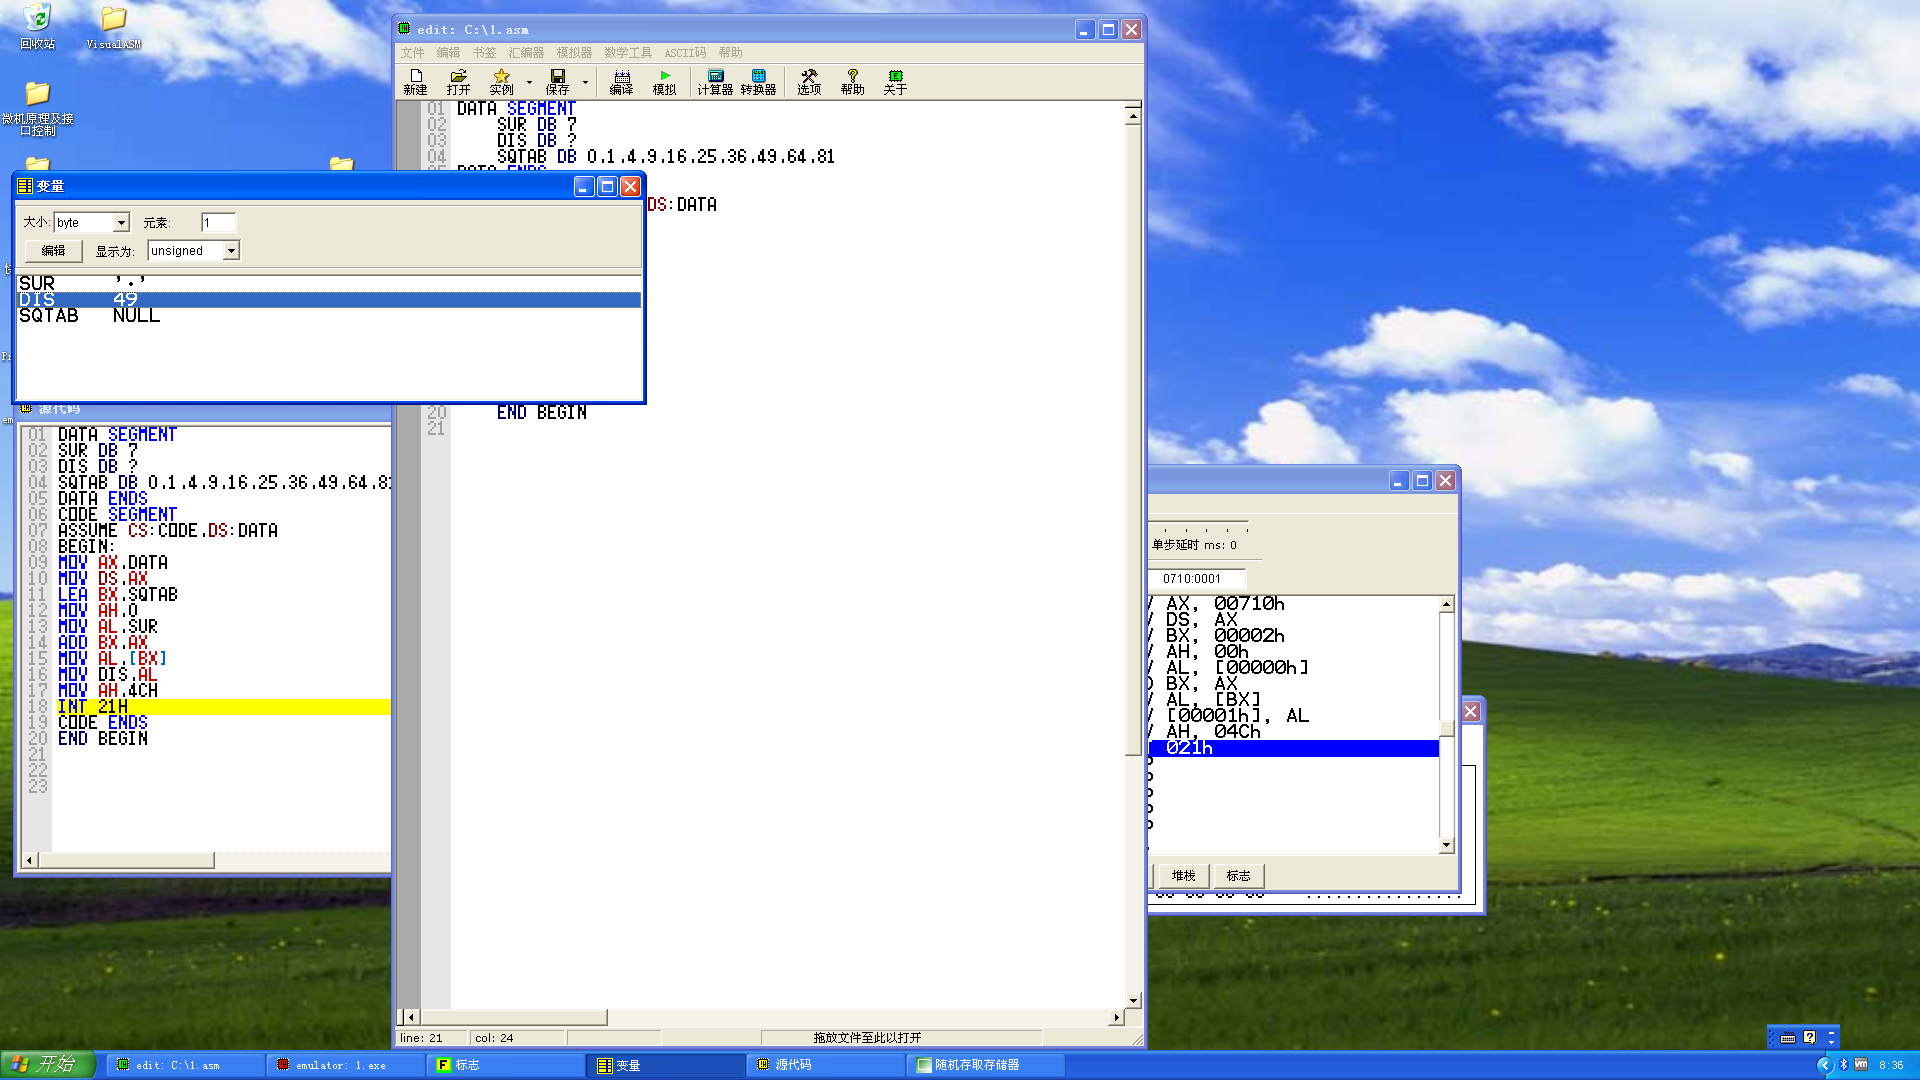 回收站
VisualASM
微机原理及接
口控制
edit: C:\1.asm
文件 编辑 书签 汇编器 模拟器 数学工具 ASCII码 帮助
新建 打开 实例 保存 编译 模拟 计算器 转换器 选项 帮助 关于
01 DATA SEGMENT
02 SUR DB 7
03 DIS DB ?
04 SQTAB DB 0,1,4,9,16,25,36,49,64,81
DATA ENDS
DS:DATA
20 END BEGIN
21
line: 21
col: 24
拖放文件至此以打开
变量
大小: byte 元素: 1
编辑 显示为: unsigned
SUR '.'
DIS 49
SQTAB NULL
源代码
01 DATA SEGMENT
02 SUR DB 7
03 DIS DB ?
04 SQTAB DB 0,1,4,9,16,25,36,49,64,81
05 DATA ENDS
06 CODE SEGMENT
07 ASSUME CS:CODE,DS:DATA
08 BEGIN:
09 MOV AX,DATA
10 MOV DS,AX
11 LEA BX,SQTAB
12 MOV AH,0
13 MOV AL,SUR
14 ADD BX,AX
15 MOV AL,[BX]
16 MOV DIS,AL
17 MOV AH,4CH
18 INT 21H
19 CODE ENDS
20 END BEGIN
21
22
23
单步延时 ms: 0
0710:0001
AX, 00710h
DS, AX
BX, 00002h
AH, 00h
AL, [00000h]
BX, AX
AL, [BX]
[00001h], AL
AH, 04Ch
021h
堆栈 标志
开始
edit: C:\1.asm
emulator: 1.exe
标志
变量
源代码
随机存取存储器
8:36